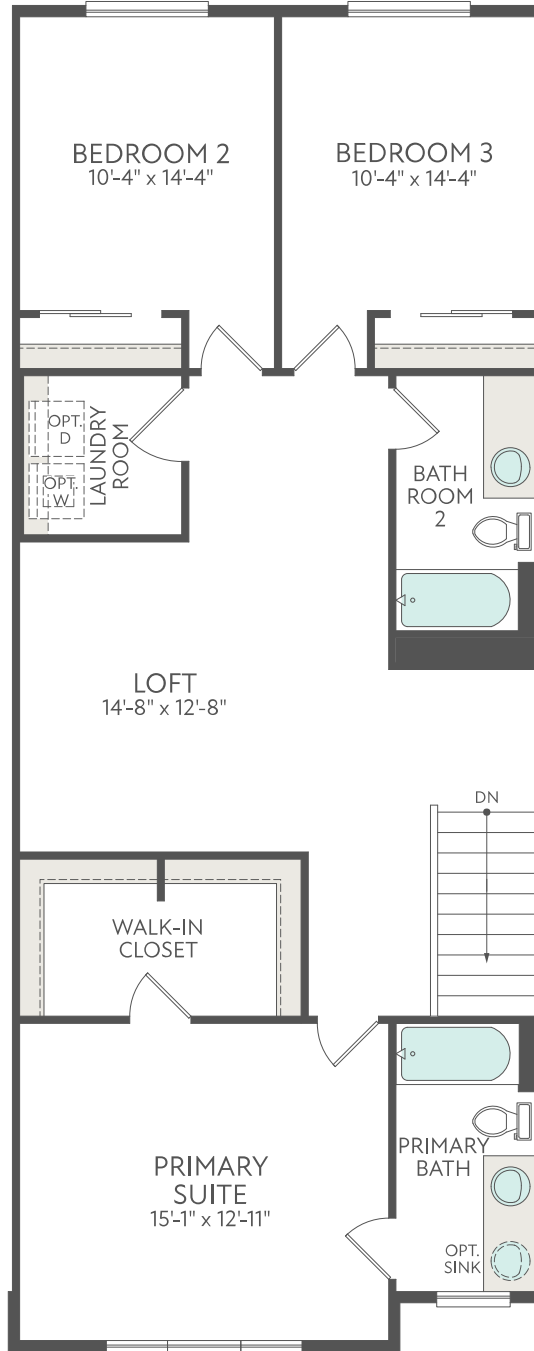 BEDROOM 2
10'-4" x 14'-4"
BEDROOM 3
10'-4" x 14'-4"
OPT.
D
OPT.
W
LAUNDRY
ROOM
BATH
ROOM
2
LOFT
14'-8" x 12'-8"
DN
WALK-IN
CLOSET
PRIMARY
SUITE
15'-1" x 12'-11"
PRIMARY
BATH
OPT.
SINK